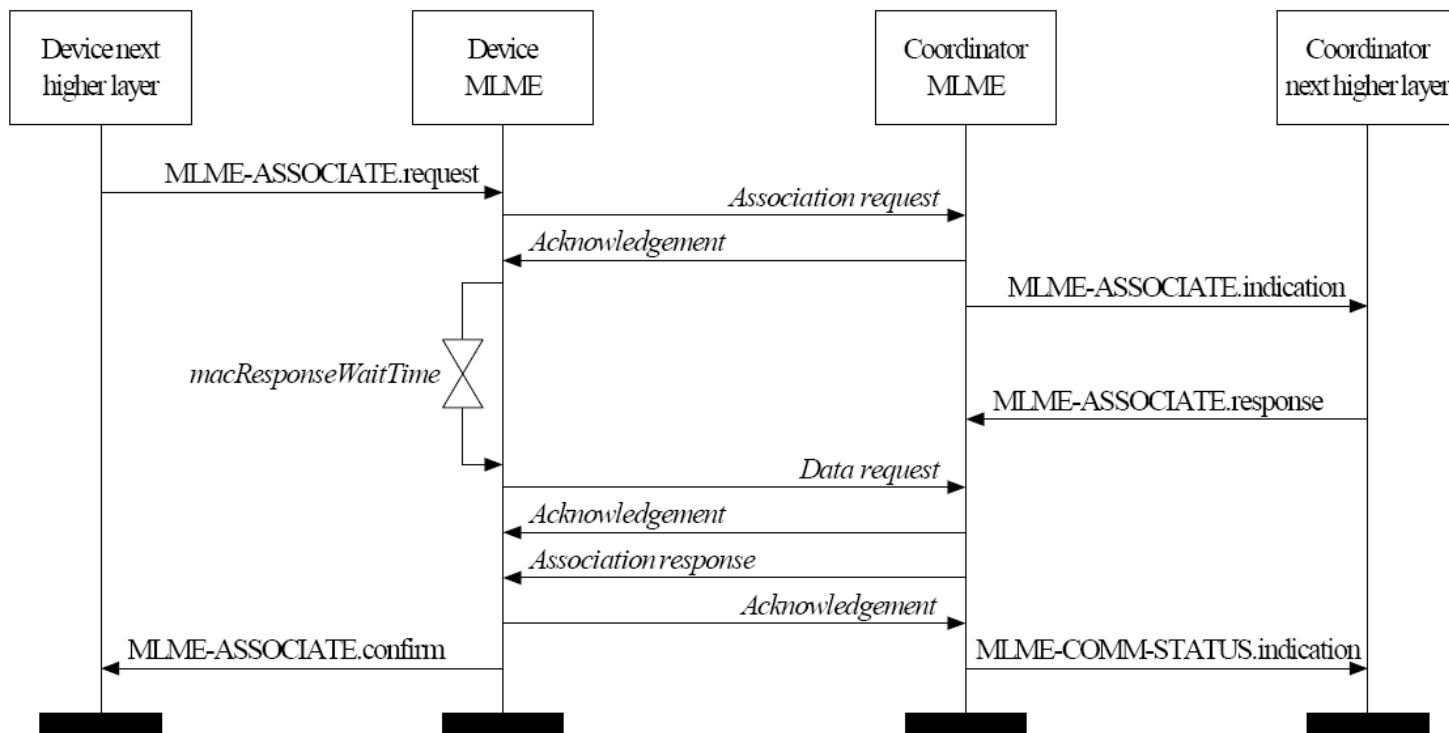 Device next
higher layer
Device
MLME
Coordinator
MLME
Coordinator
next higher layer
MLME-ASSOCIATE.request
Association request
Acknowledgement
MLME-ASSOCIATE.indication
macResponseWaitTime
MLME-ASSOCIATE.response
Data request
Acknowledgement
Association response
Acknowledgement
MLME-ASSOCIATE.confirm
MLME-COMM-STATUS.indication